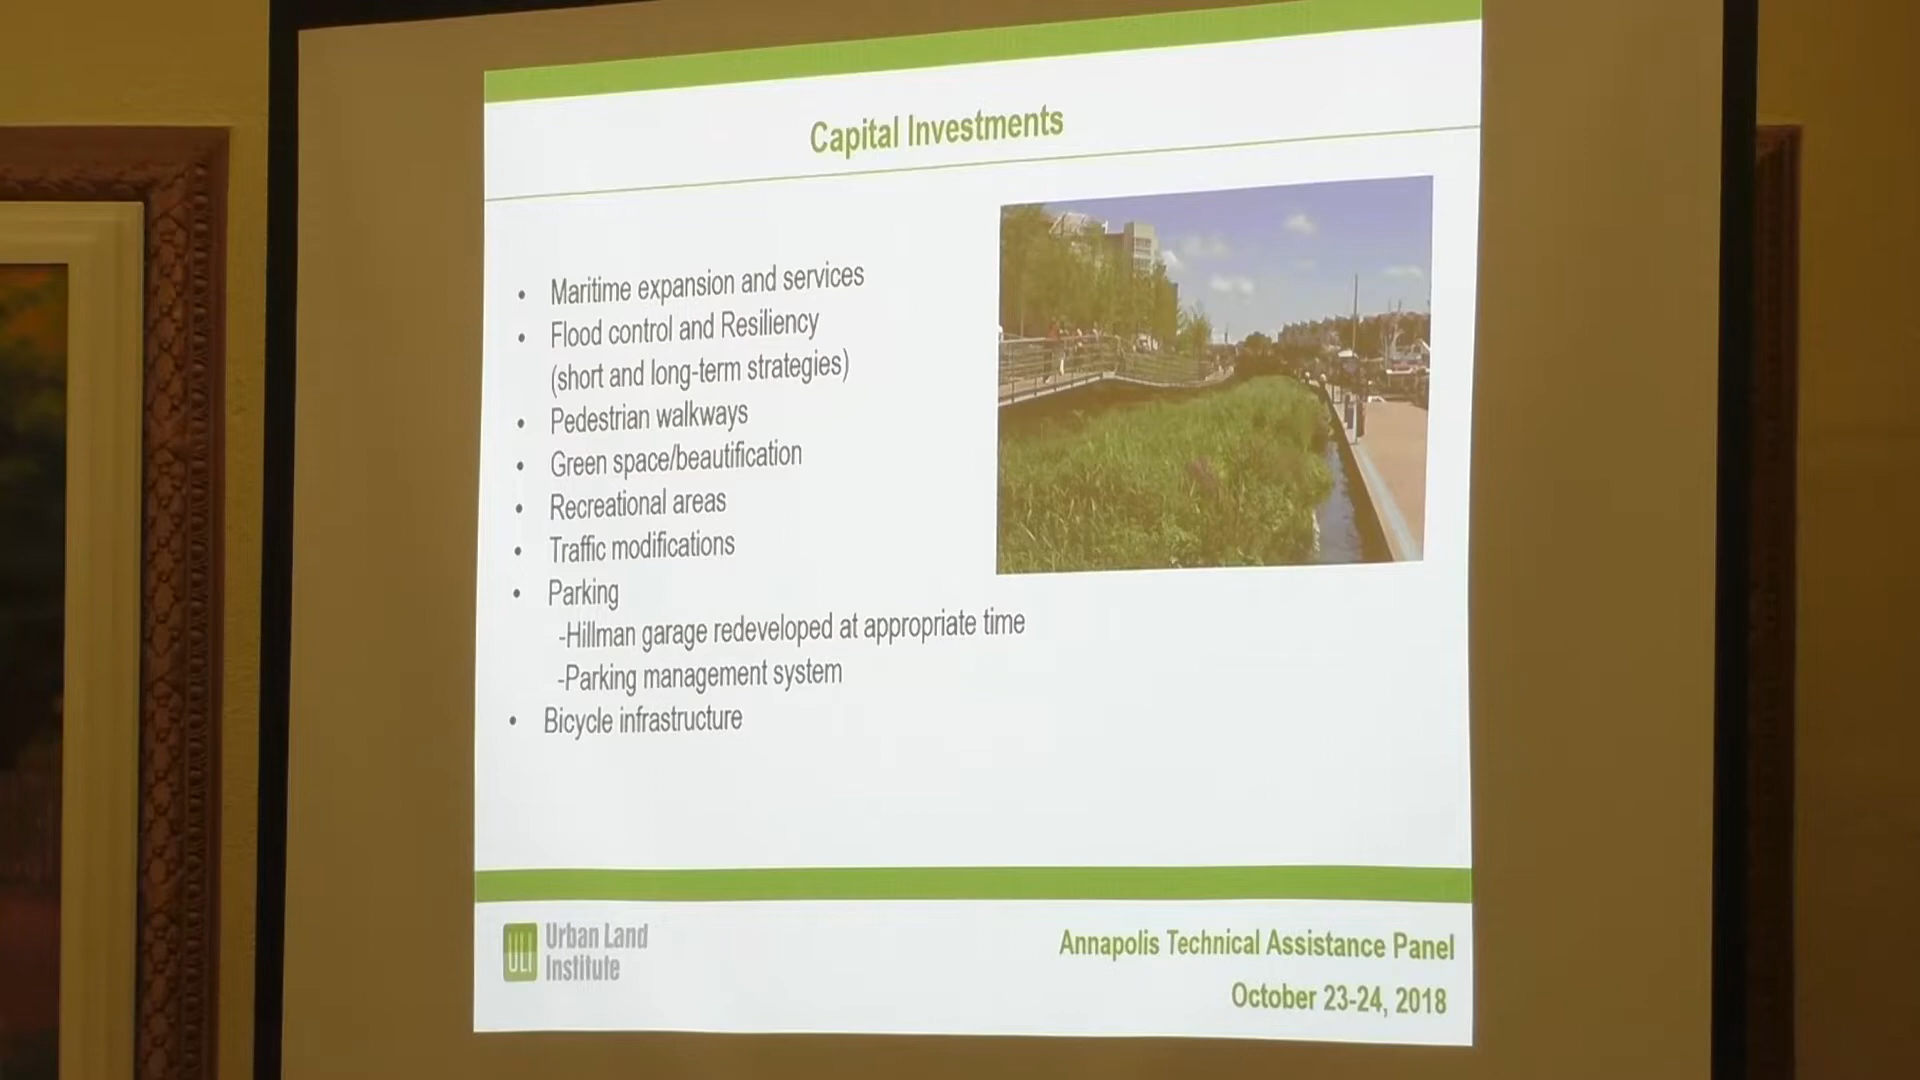 Capital Investments
• Maritime expansion and services
• Flood control and Resiliency
(short and long-term strategies)
• Pedestrian walkways
• Green space/beautification
• Recreational areas
• Traffic modifications
• Parking
-Hillman garage redeveloped at appropriate time
-Parking management system
• Bicycle infrastructure
ULI
Urban Land
Institute
Annapolis Technical Assistance Panel
October 23-24, 2018